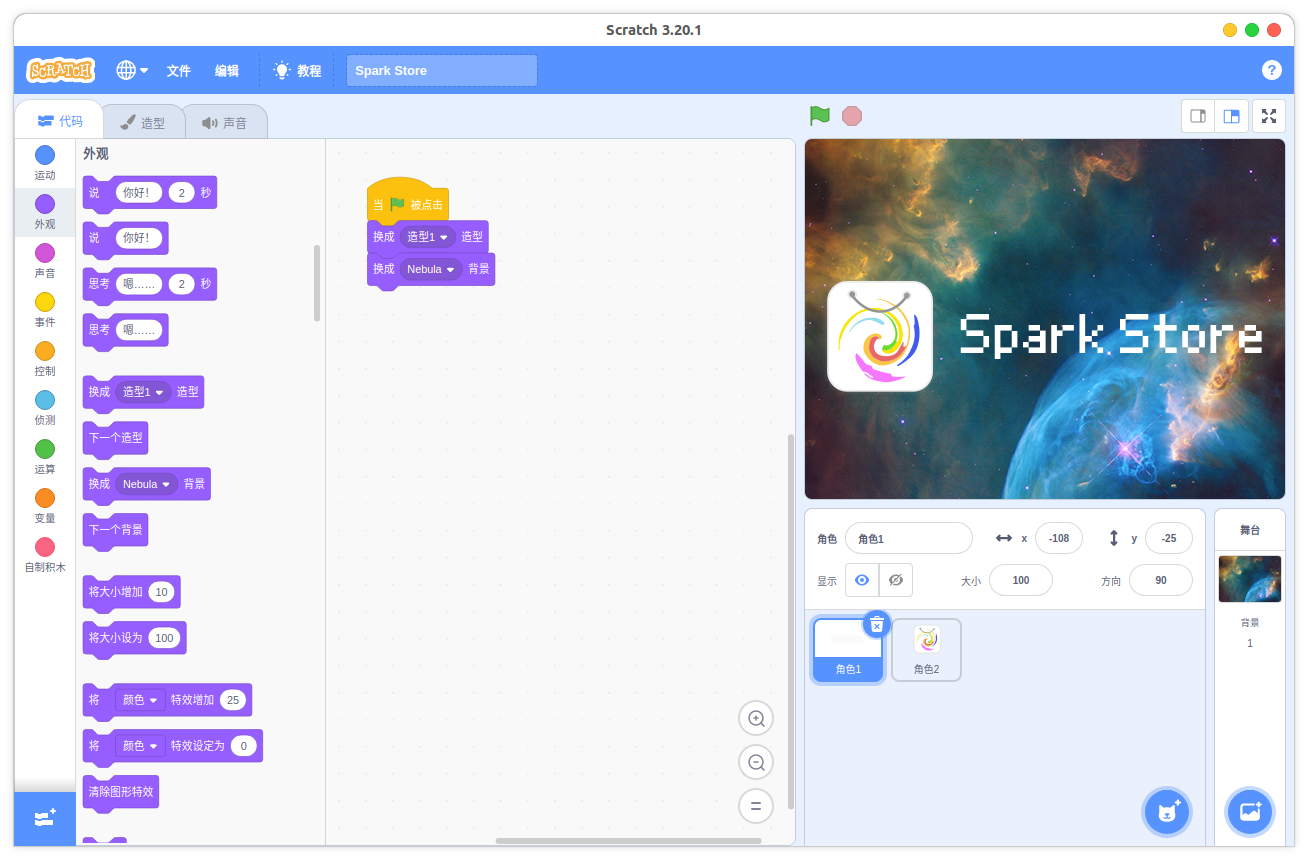 Scratch 3.20.1
SCRATCH
文件
编辑
教程
Spark Store
?
代码
造型
声音
运动
外观
声音
事件
控制
侦测
运算
变量
自制积木
外观
说 你好! 2 秒
说 你好!
思考 嗯…… 2 秒
思考 嗯……
换成 造型1 造型
下一个造型
换成 Nebula 背景
下一个背景
将大小增加 10
将大小设为 100
将 颜色 特效增加 25
将 颜色 特效设定为 0
清除图形特效
当 被点击
换成 造型1 造型
换成 Nebula 背景
Spark Store
角色 角色1 x -108 y -25
显示 大小 100 方向 90
角色1
角色2
舞台
背景
1